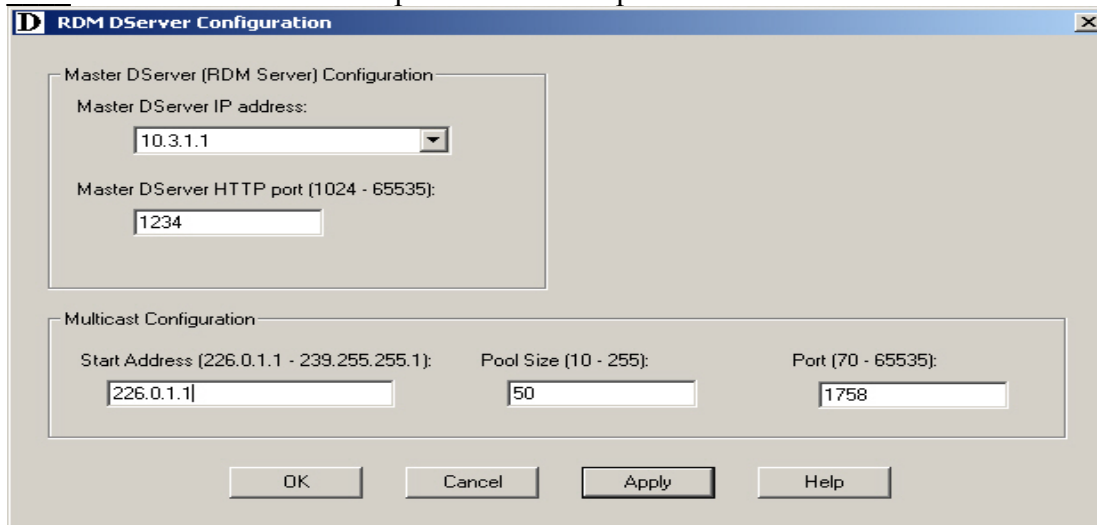 D RDM DServer Configuration
Master DServer (RDM Server) Configuration
Master DServer IP address:
10.3.1.1
Master DServer HTTP port (1024 - 65535):
1234
Multicast Configuration
Start Address (226.0.1.1 - 239.255.255.1): Pool Size (10 - 255): Port (70 - 65535):
226.0.1.1 50 1758
OK Cancel Apply Help